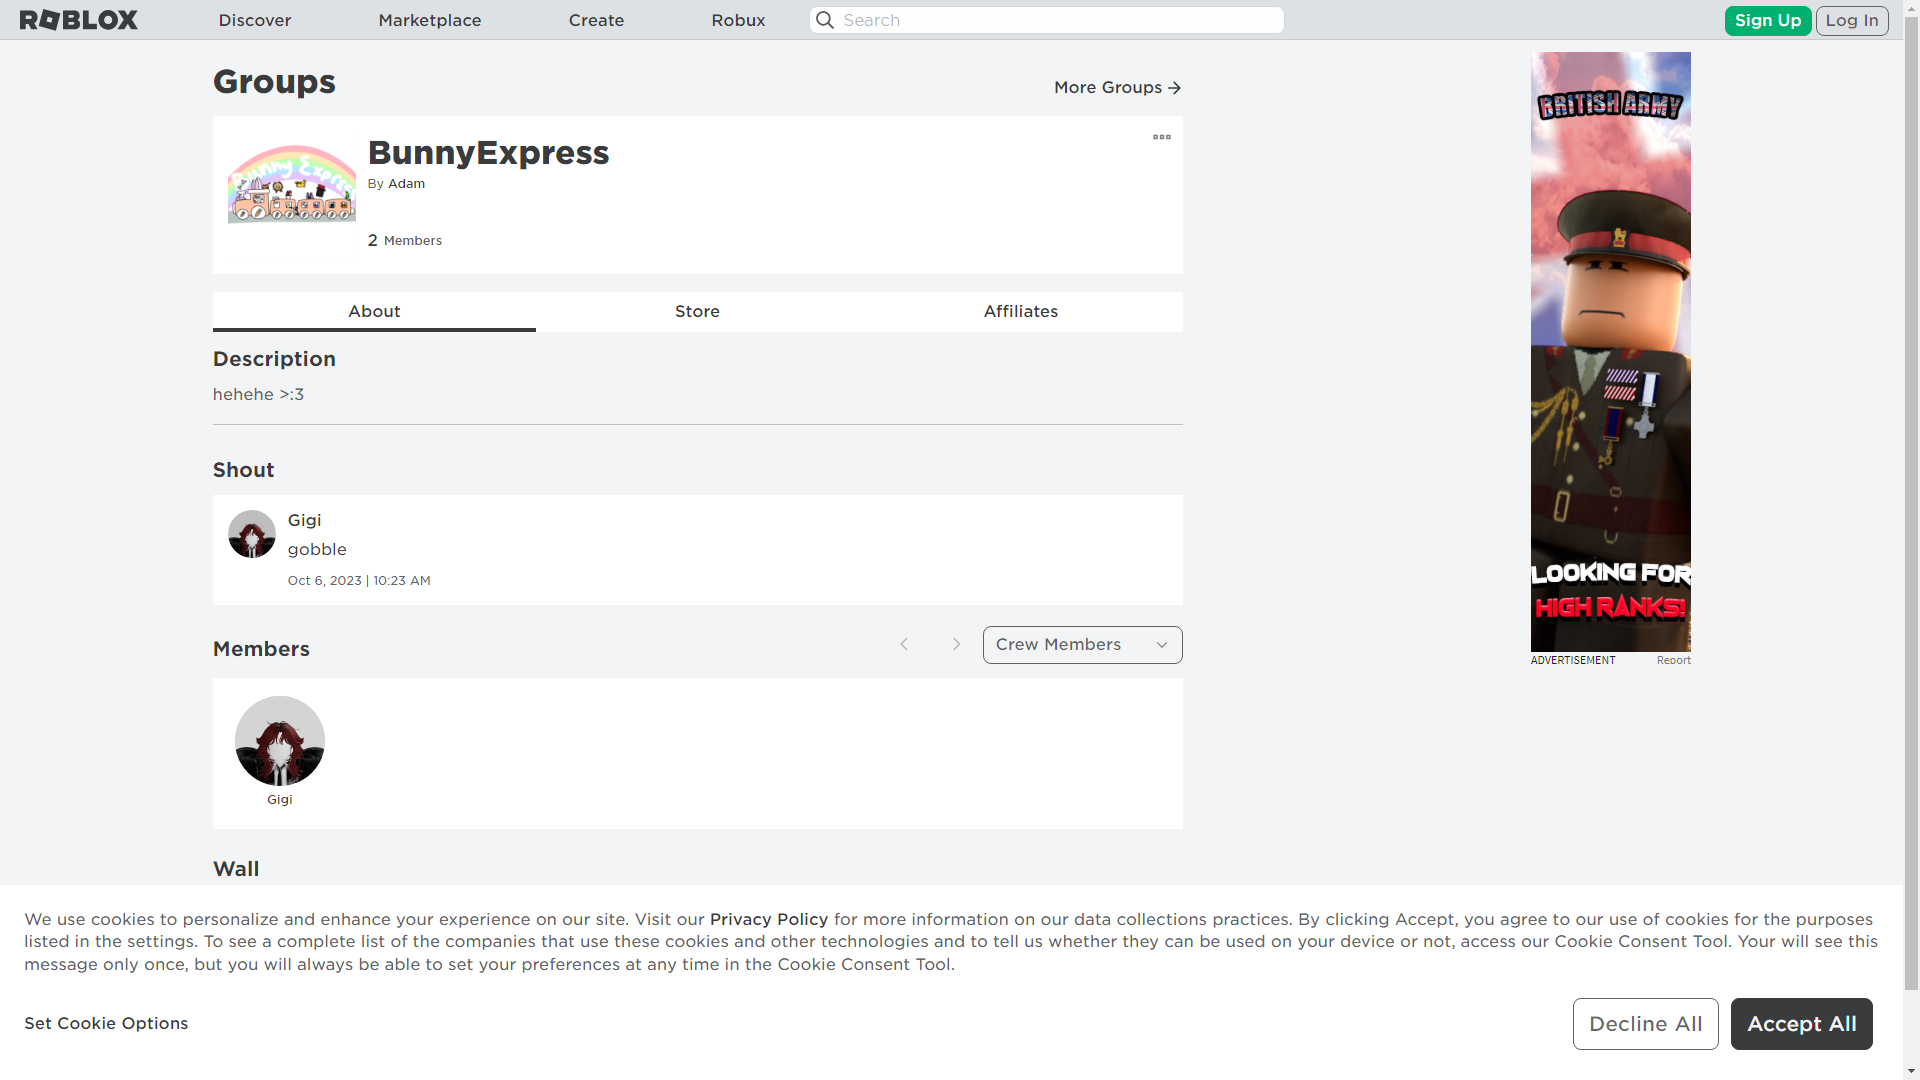 ROBLOX
Discover
Marketplace
Create
Robux
Search
Sign Up
Log In
Groups
More Groups
Bunny Express
BunnyExpress
By Adam
2 Members
About
Store
Affiliates
Description
hehehe >:3
Shout
Gigi
gobble
Oct 6, 2023 | 10:23 AM
Members
Crew Members
Gigi
Wall
BRITISH ARMY
LOOKING FOR
HIGH RANKS!
ADVERTISEMENT
Report
We use cookies to personalize and enhance your experience on our site. Visit our Privacy Policy for more information on our data collections practices. By clicking Accept, you agree to our use of cookies for the purposes
listed in the settings. To see a complete list of the companies that use these cookies and other technologies and to tell us whether they can be used on your device or not, access our Cookie Consent Tool. Your will see this
message only once, but you will always be able to set your preferences at any time in the Cookie Consent Tool.
Set Cookie Options
Decline All
Accept All